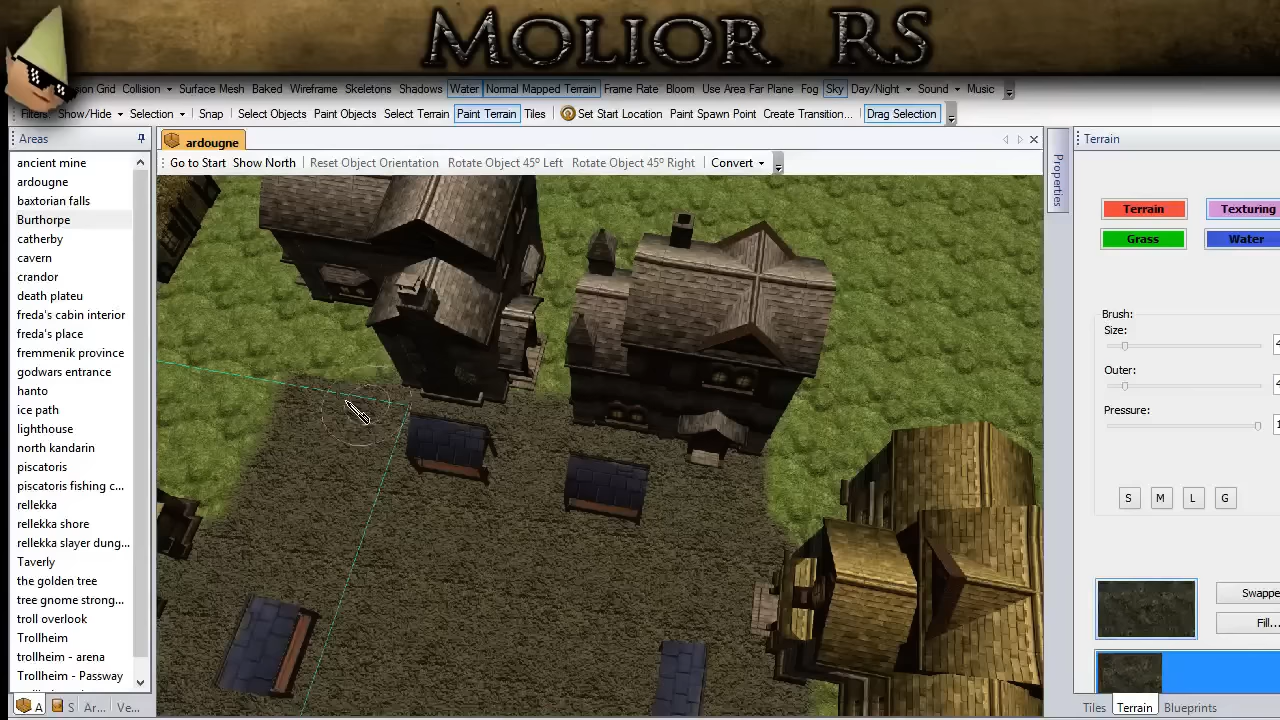 MOLIOR RS
Collision Surface Mesh Baked Wireframe Skeletons Shadows Water Normal Mapped Terrain Frame Rate Bloom Use Area For Plane Fog Sky Day/Night Sound Music
Filters Show/Hide Selection Snap Select Objects Paint Objects Select Terrain Paint Terrain Tiles Set Start Location Paint Spawn Point Create Transition... Drag Selection
Areas
ardougne
Terrain
Go to Start Show North Reset Object Orientation Rotate Object 45º Left Rotate Object 45º Right Convert
Properties
ancient mine
ardougne
baxtorian falls
Burthorpe
catherby
cavern
crandor
death plateu
freda's cabin interior
freda's place
fremmenik province
godwars entrance
hanto
ice path
lighthouse
north kandarin
piscatoris
piscatoris fishing c...
rellekka
rellekka shore
rellekka slayer dung...
Taverly
the golden tree
tree gnome strong...
troll overlook
Trollheim
trollheim - arena
Trollheim - Passway
A S Ar... Ve...
Terrain Texturing
Grass Water
Brush:
Size:
Outer:
Pressure:
S M L G
Swappe
Fill...
Tiles Terrain Blueprints